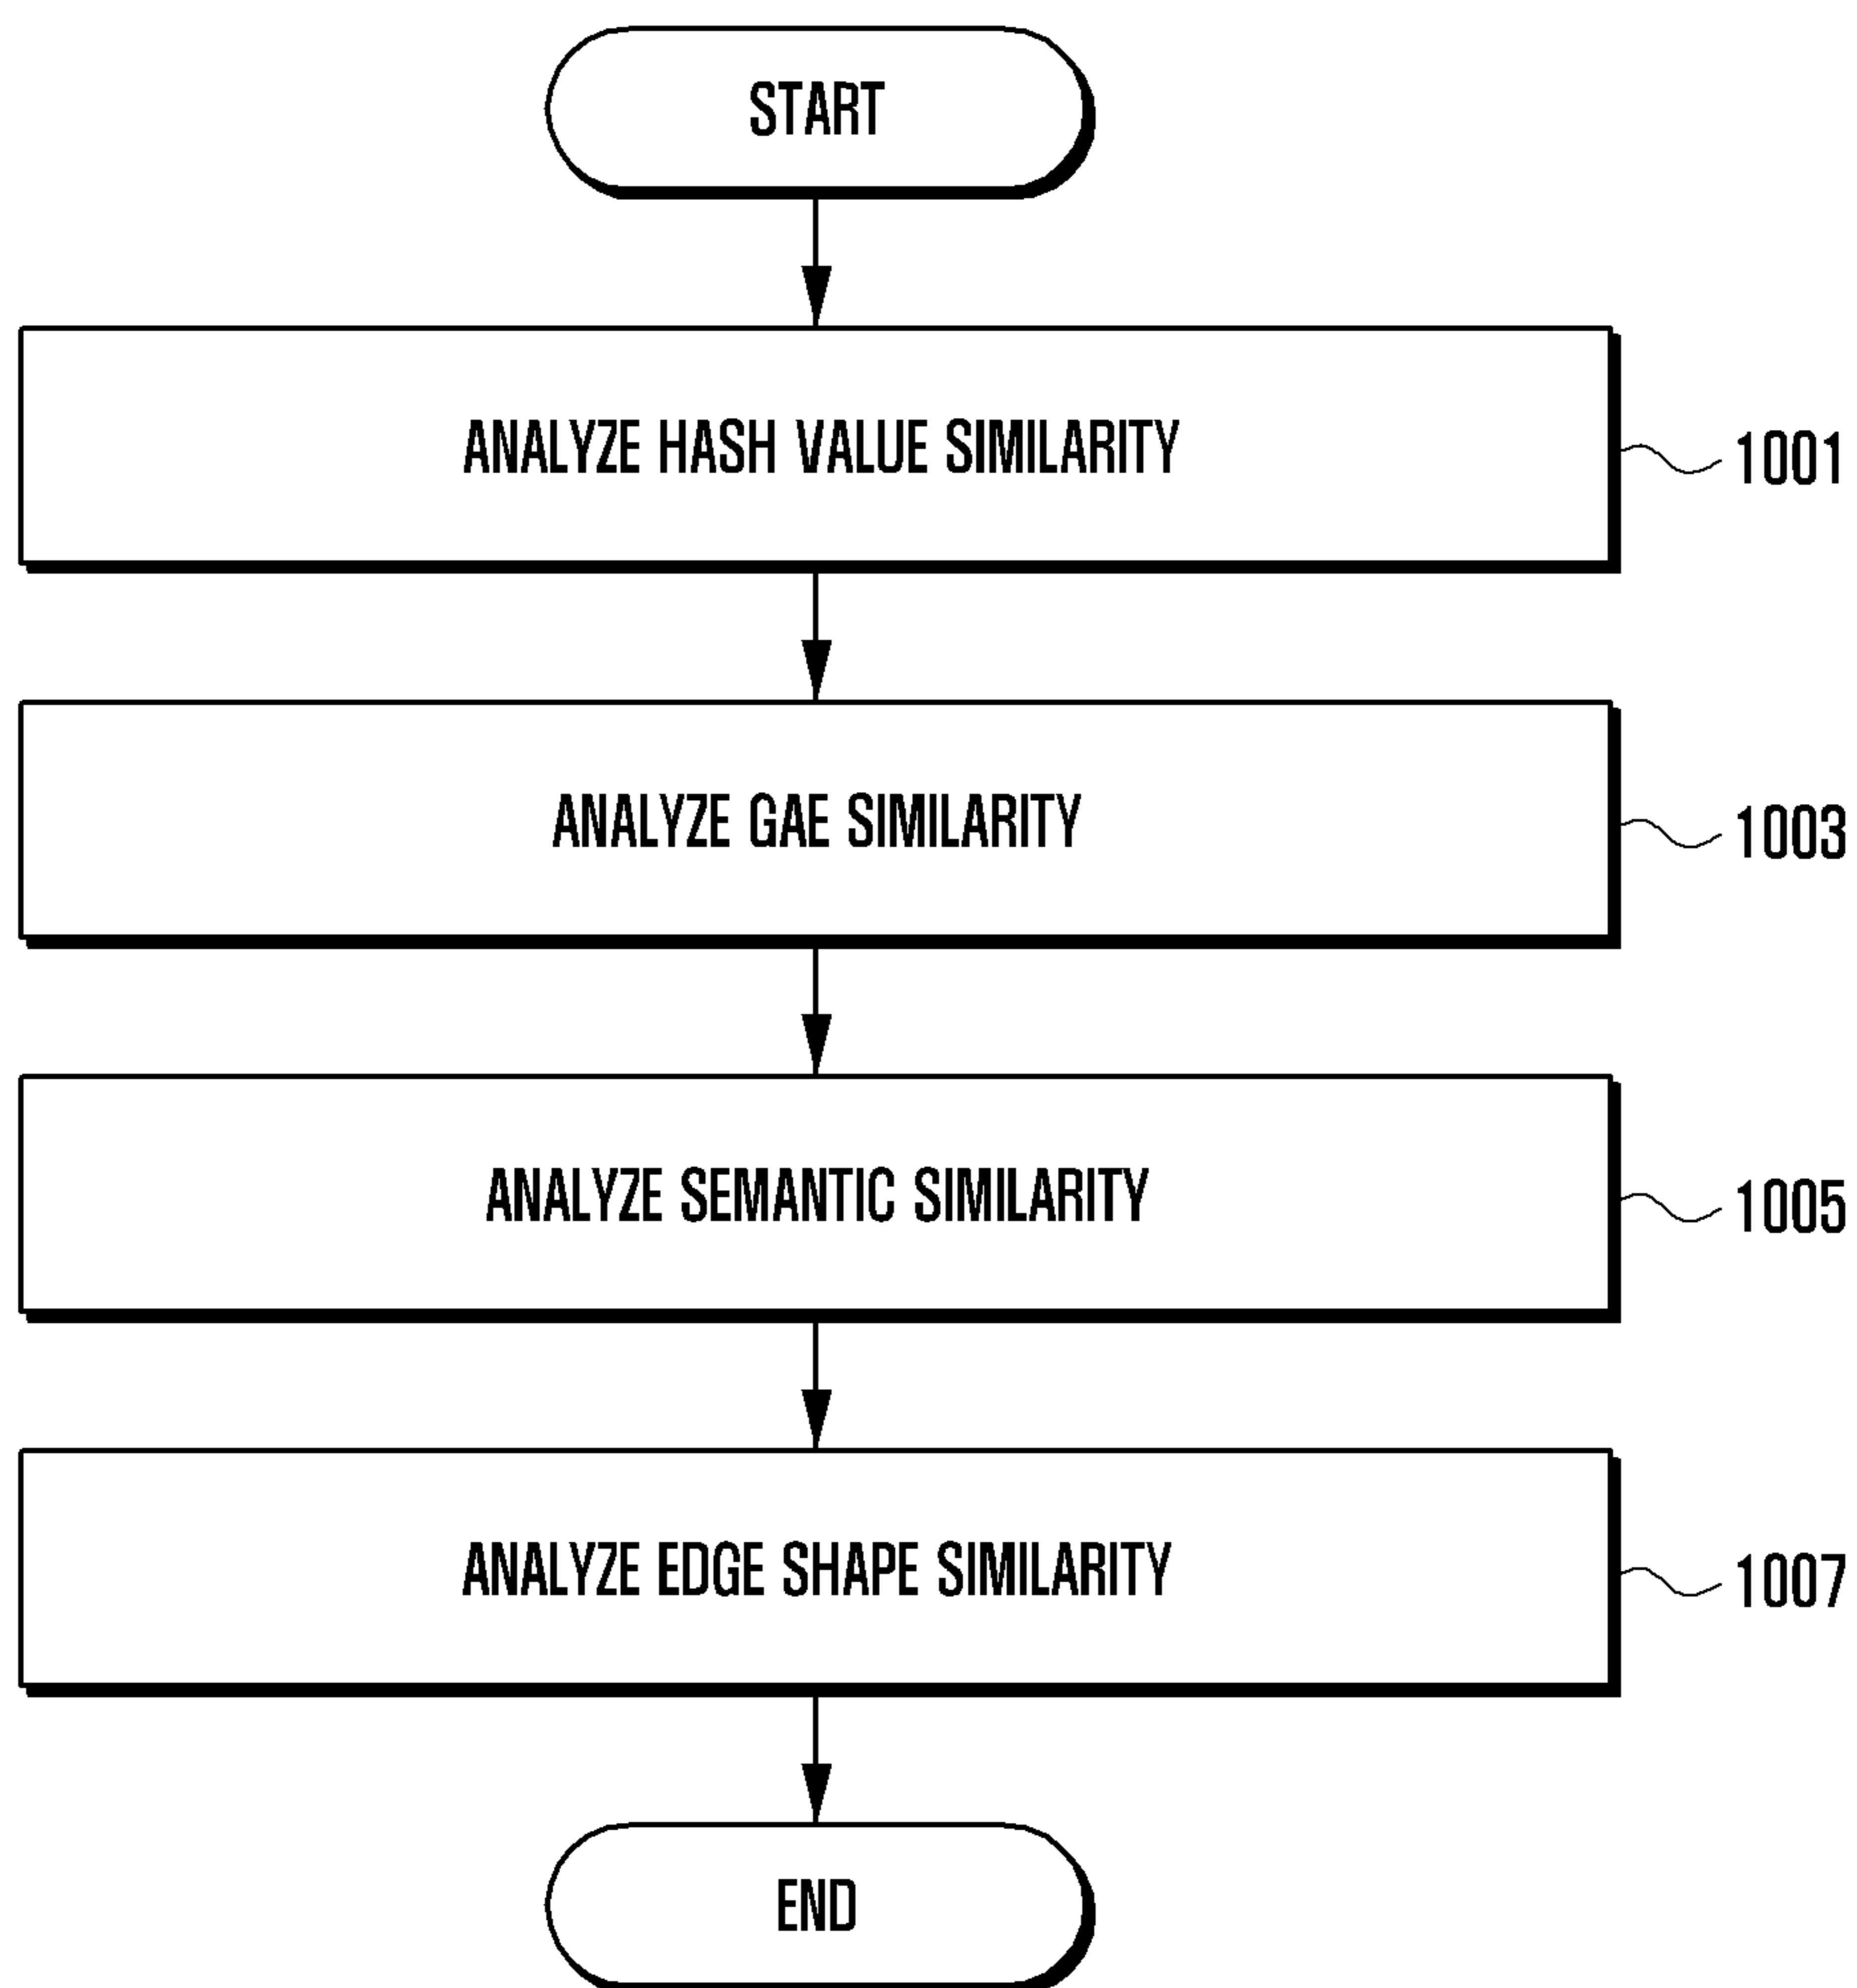 START
ANALYZE HASH VALUE SIMILARITY
1001
ANALYZE GAE SIMILARITY
1003
ANALYZE SEMANTIC SIMILARITY
1005
ANALYZE EDGE SHAPE SIMILARITY
1007
END